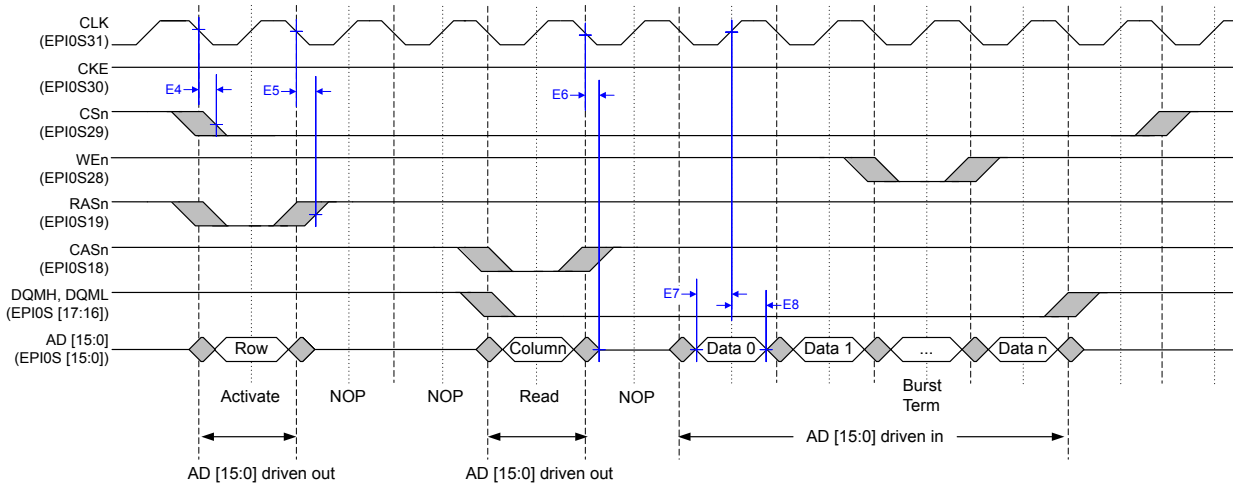 CLK
(EPI0S31)
CKE
(EPI0S30)
E4
E5
E6
CSn
(EPI0S29)
WEn
(EPI0S28)
RASn
(EPI0S19)
CASn
(EPI0S18)
DQMH, DQML
(EPI0S [17:16])
E7
E8
AD [15:0]
(EPI0S [15:0])
Row
Column
Data 0
Data 1
...
Data n
Activate
NOP
NOP
Read
NOP
Burst
Term
AD [15:0] driven in
AD [15:0] driven out
AD [15:0] driven out